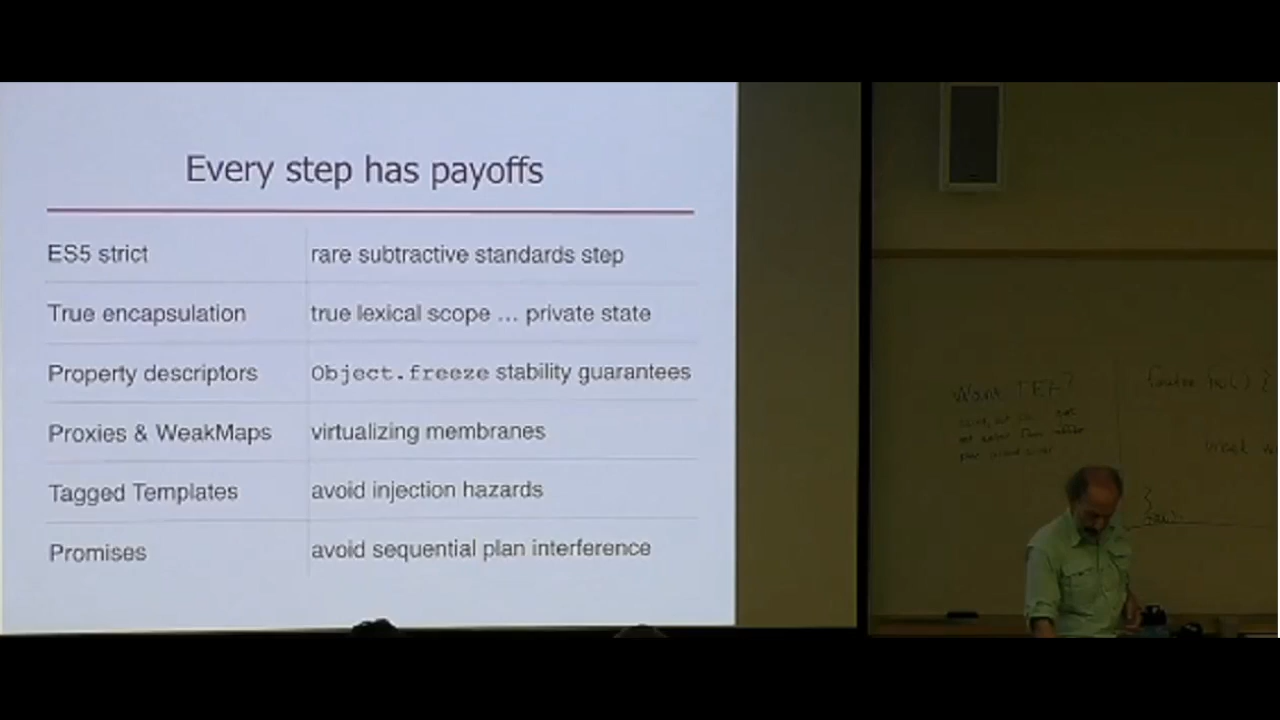 Every step has payoffs
ES5 strict rare subtractive standards step
True encapsulation true lexical scope ... private state
Property descriptors Object.freeze stability guarantees
Proxies & WeakMaps virtualizing membranes
Tagged Templates avoid injection hazards
Promises avoid sequential plan interference
Want